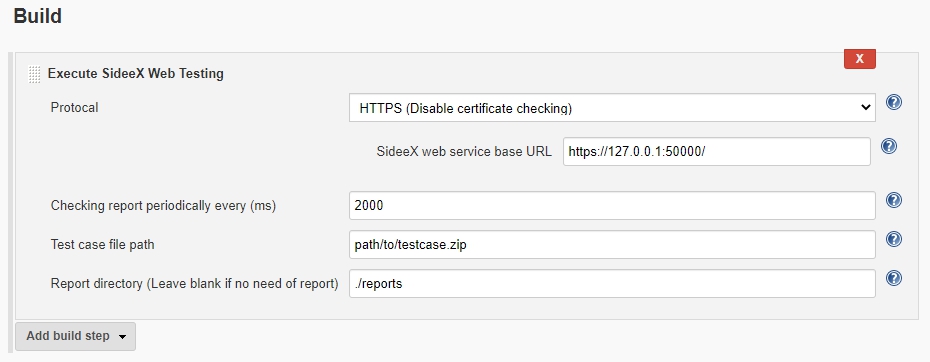 Build
Execute SideeX Web Testing
X
Protocal
HTTPS (Disable certificate checking)
?
SideeX web service base URL
https://127.0.0.1:50000/
?
Checking report periodically every (ms)
2000
?
Test case file path
path/to/testcase.zip
?
Report directory (Leave blank if no need of report)
./reports
?
Add build step